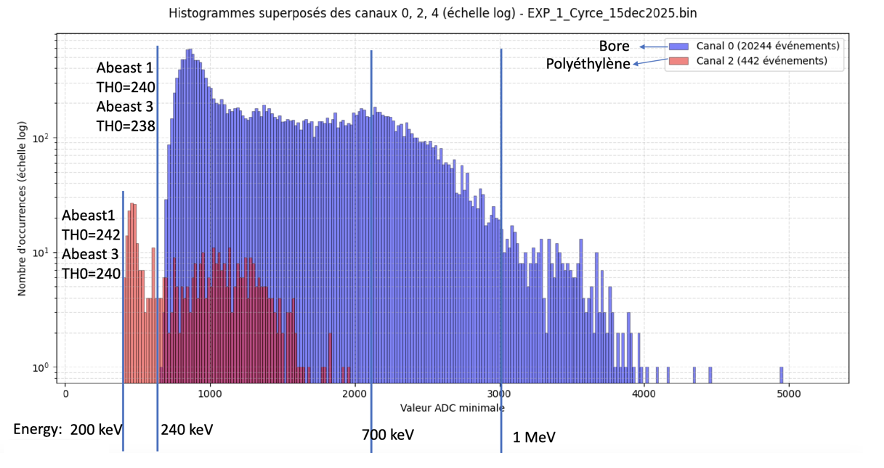 Histogrammes superposés des canaux 0, 2, 4 (échelle log) - EXP_1_Cyrce_15dec2025.bin
Bore
Canal 0 (20244 événements)
Polyéthylène
Canal 2 (442 événements)
Abeast 1
TH0=240
Abeast 3
TH0=238
Abeast1
TH0=242
Abeast 3
TH0=240
Nombre d'occurrences (échelle log)
10²
10¹
10⁰
0
1000
2000
3000
4000
5000
Valeur ADC minimale
Energy: 200 keV
240 keV
700 keV
1 MeV